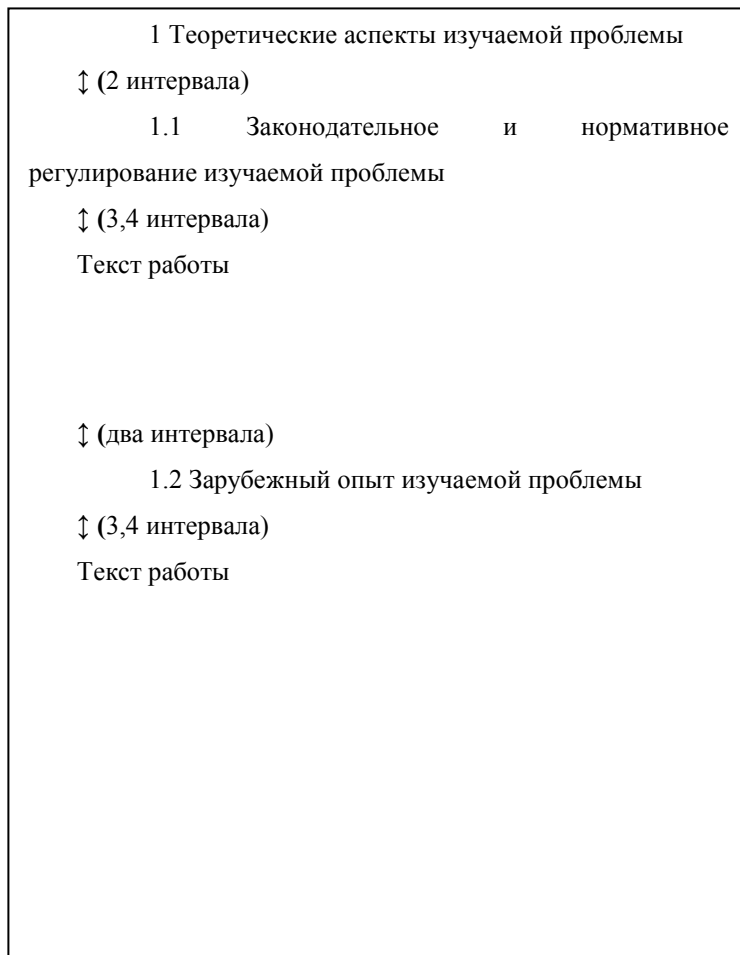 1 Теоретические аспекты изучаемой проблемы
↕ (2 интервала)
1.1 Законодательное и нормативное
регулирование изучаемой проблемы
↕ (3,4 интервала)
Текст работы
↕ (два интервала)
1.2 Зарубежный опыт изучаемой проблемы
↕ (3,4 интервала)
Текст работы